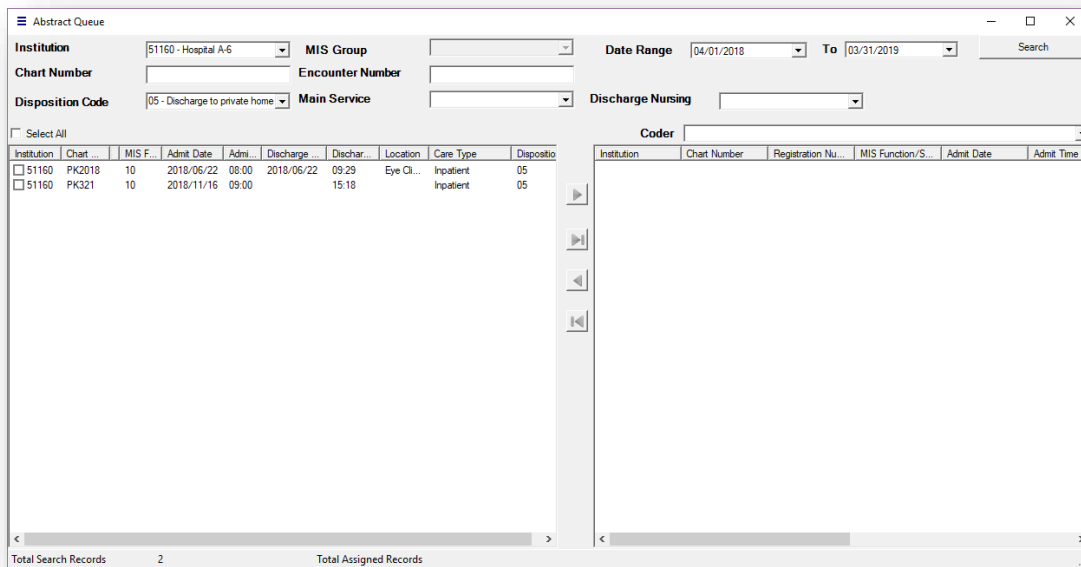 Abstract Queue
Institution 51160 - Hospital A-6 MIS Group Date Range 04/01/2018 To 03/31/2019 Search
Chart Number Encounter Number
Disposition Code 05 - Discharge to private home Main Service Discharge Nursing
Select All Coder
Institution Chart ... MIS F... Admit Date Admi... Discharge ... Dischar... Location Care Type Dispositio Institution Chart Number Registration Nu... MIS Function/S... Admit Date Admit Time
51160 PK2018 10 2018/06/22 08:00 2018/06/22 09:29 Eye Cli... Inpatient 05
51160 PK321 10 2018/11/16 09:00 15:18 Inpatient 05
Total Search Records 2 Total Assigned Records